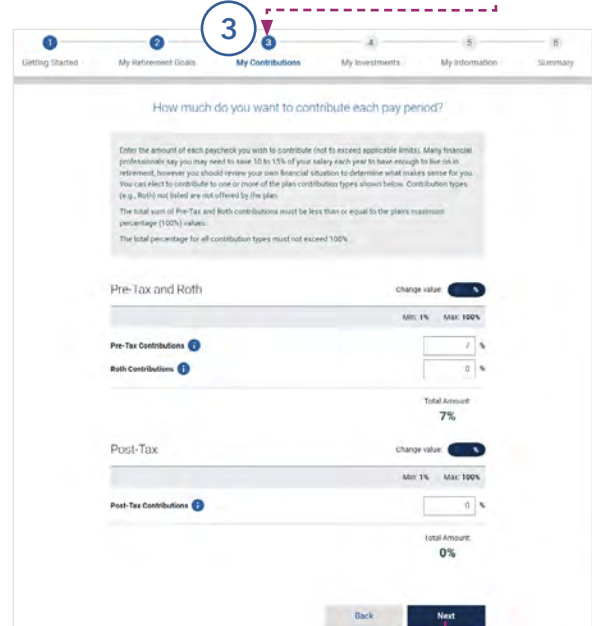 3
1 2 3 4 5 6
Getting Started My Retirement Goals My Contributions My Investments My Information Summary
How much do you want to contribute each pay period?
Enter the amount of each paycheck you wish to contribute (not to exceed applicable limits). Many financial
professionals say you may need to save 10 to 15% of your salary each year to have enough to live on in
retirement, however you should review your own financial situation to determine what makes sense for you.
You can elect to contribute to one or more of the plan contribution types shown below. Contribution types
(e.g., Roth) not listed are not offered by the plan.
The total sum of Pre-Tax and Roth contributions must be less than or equal to the plan's maximum
percentage (100%) values.
The total percentage for all contribution types must not exceed 100%.
Pre-Tax and Roth Change value: %
Min: 1% Max: 100%
Pre-Tax Contributions i 7 %
Roth Contributions i 0 %
Total Amount:
7%
Post-Tax Change value: %
Min: 1% Max: 100%
Post-Tax Contributions i 0 %
Total Amount:
0%
Back Next